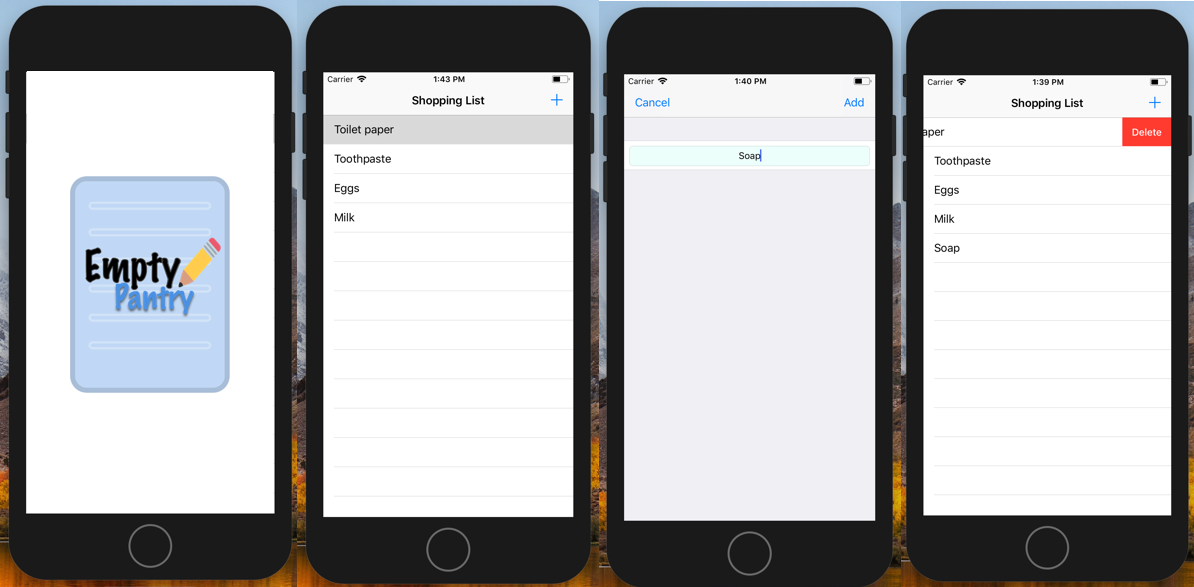 Empty
Pantry
Carrier 1:43 PM
Shopping List +
Toilet paper
Toothpaste
Eggs
Milk
Carrier 1:40 PM
Cancel Add
Soap
Carrier 1:39 PM
Shopping List +
aper Delete
Toothpaste
Eggs
Milk
Soap